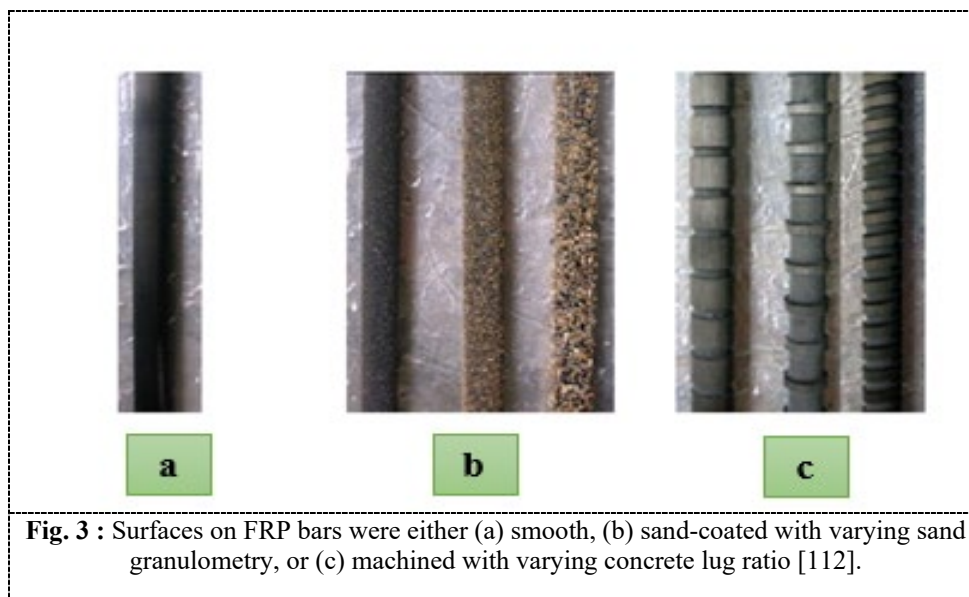 a
b
c
Fig. 3 : Surfaces on FRP bars were either (a) smooth, (b) sand-coated with varying sand
granulometry, or (c) machined with varying concrete lug ratio [112].